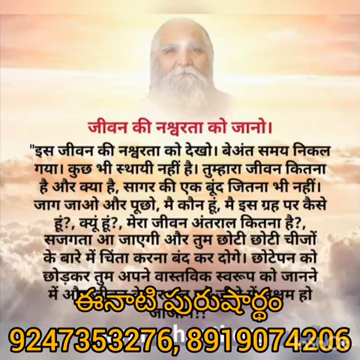 जीवन की नश्वरता को जानो।
"इस जीवन की नश्वरता को देखो। बेअंत समय निकल
गया। कुछ भी स्थायी नहीं है। तुम्हारा जीवन कितना
है और क्या है, सागर की एक बूंद जितना भी नहीं।
जाग जाओ और पूछो, मै कौन हूं, मै इस ग्रह पर कैसे
हूं?, क्यूं हूं?, मेरा जीवन अंतराल कितना है?,
सजगता आ जाएगी और तुम छोटी छोटी चीजों
के बारे में चिंता करना बंद कर दोगे। छोटेपन को
छोड़कर तुम अपने वास्तविक स्वरूप को जानने
में हो
ఈనాటి పురుషార్థం
9247353276, 8919074206